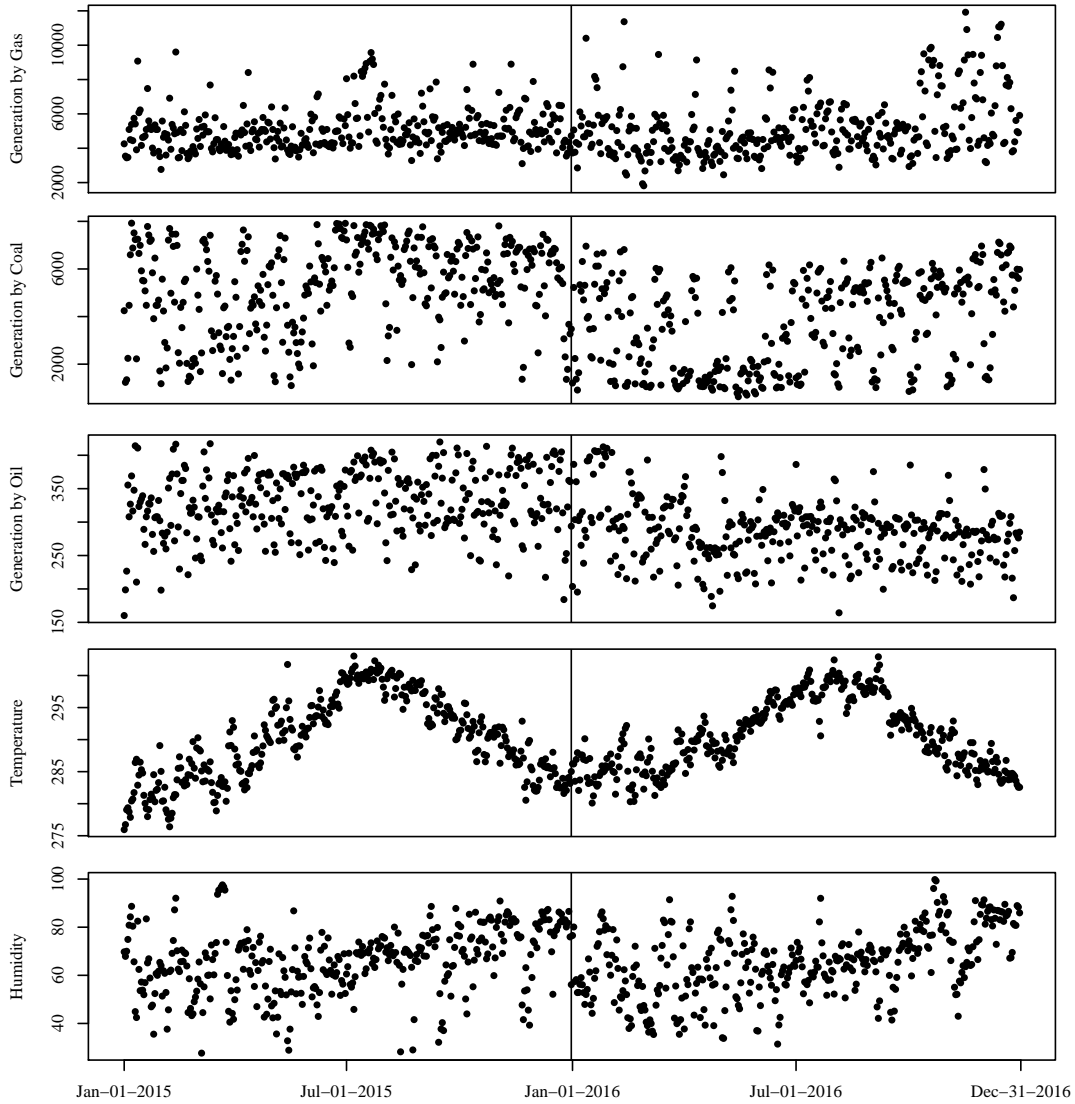 Generation by Gas
2000
6000
10000
Generation by Coal
2000
6000
Generation by Oil
150
250
350
Temperature
275
285
295
Humidity
40
60
80
100
Jan−01−2015
Jul−01−2015
Jan−01−2016
Jul−01−2016
Dec−31−2016